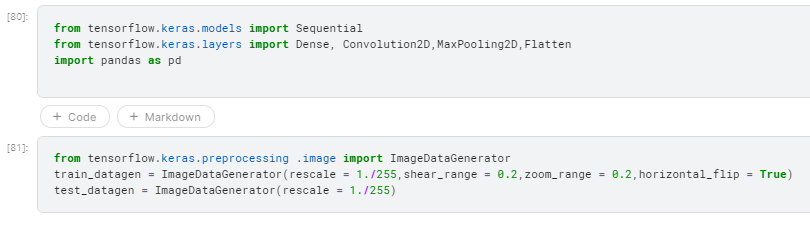 [80]:
from tensorflow.keras.models import Sequential
from tensorflow.keras.layers import Dense, Convolution2D,MaxPooling2D,Flatten
import pandas as pd
+ Code + Markdown
[81]:
from tensorflow.keras.preprocessing .image import ImageDataGenerator
train_datagen = ImageDataGenerator(rescale = 1./255,shear_range = 0.2,zoom_range = 0.2,horizontal_flip = True)
test_datagen = ImageDataGenerator(rescale = 1./255)